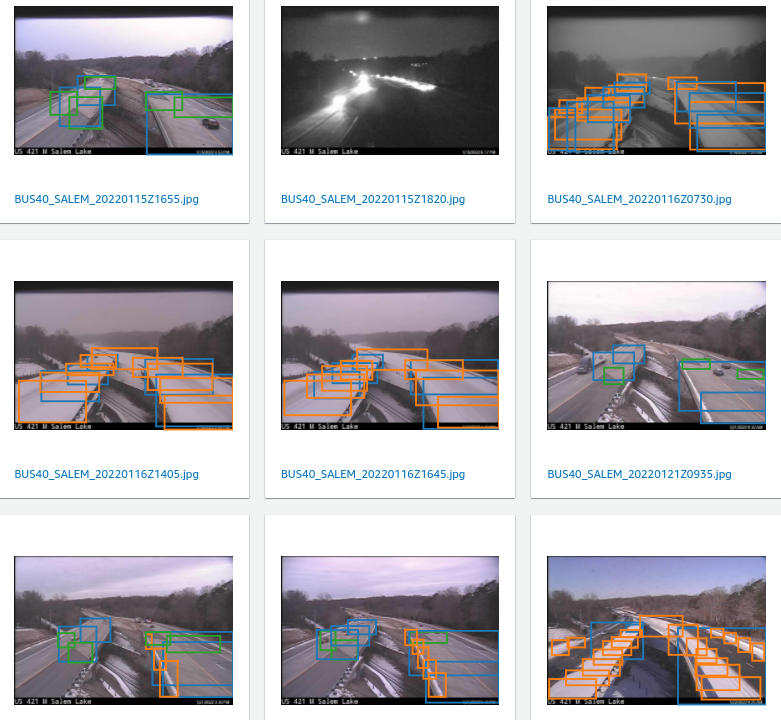 US 421 @ Salem Lake
US 421 @ Salem Lake
US 421 @ Salem Lake
BUS40_SALEM_20220115Z1655.jpg
BUS40_SALEM_20220115Z1820.jpg
BUS40_SALEM_20220116Z0730.jpg
US 421 @ Salem Lake
US 421 @ Salem Lake
US 421 @ Salem Lake
BUS40_SALEM_20220116Z1405.jpg
BUS40_SALEM_20220116Z1645.jpg
BUS40_SALEM_20220121Z0935.jpg
US 421 @ Salem Lake
US 421 @ Salem Lake
US 421 @ Salem Lake